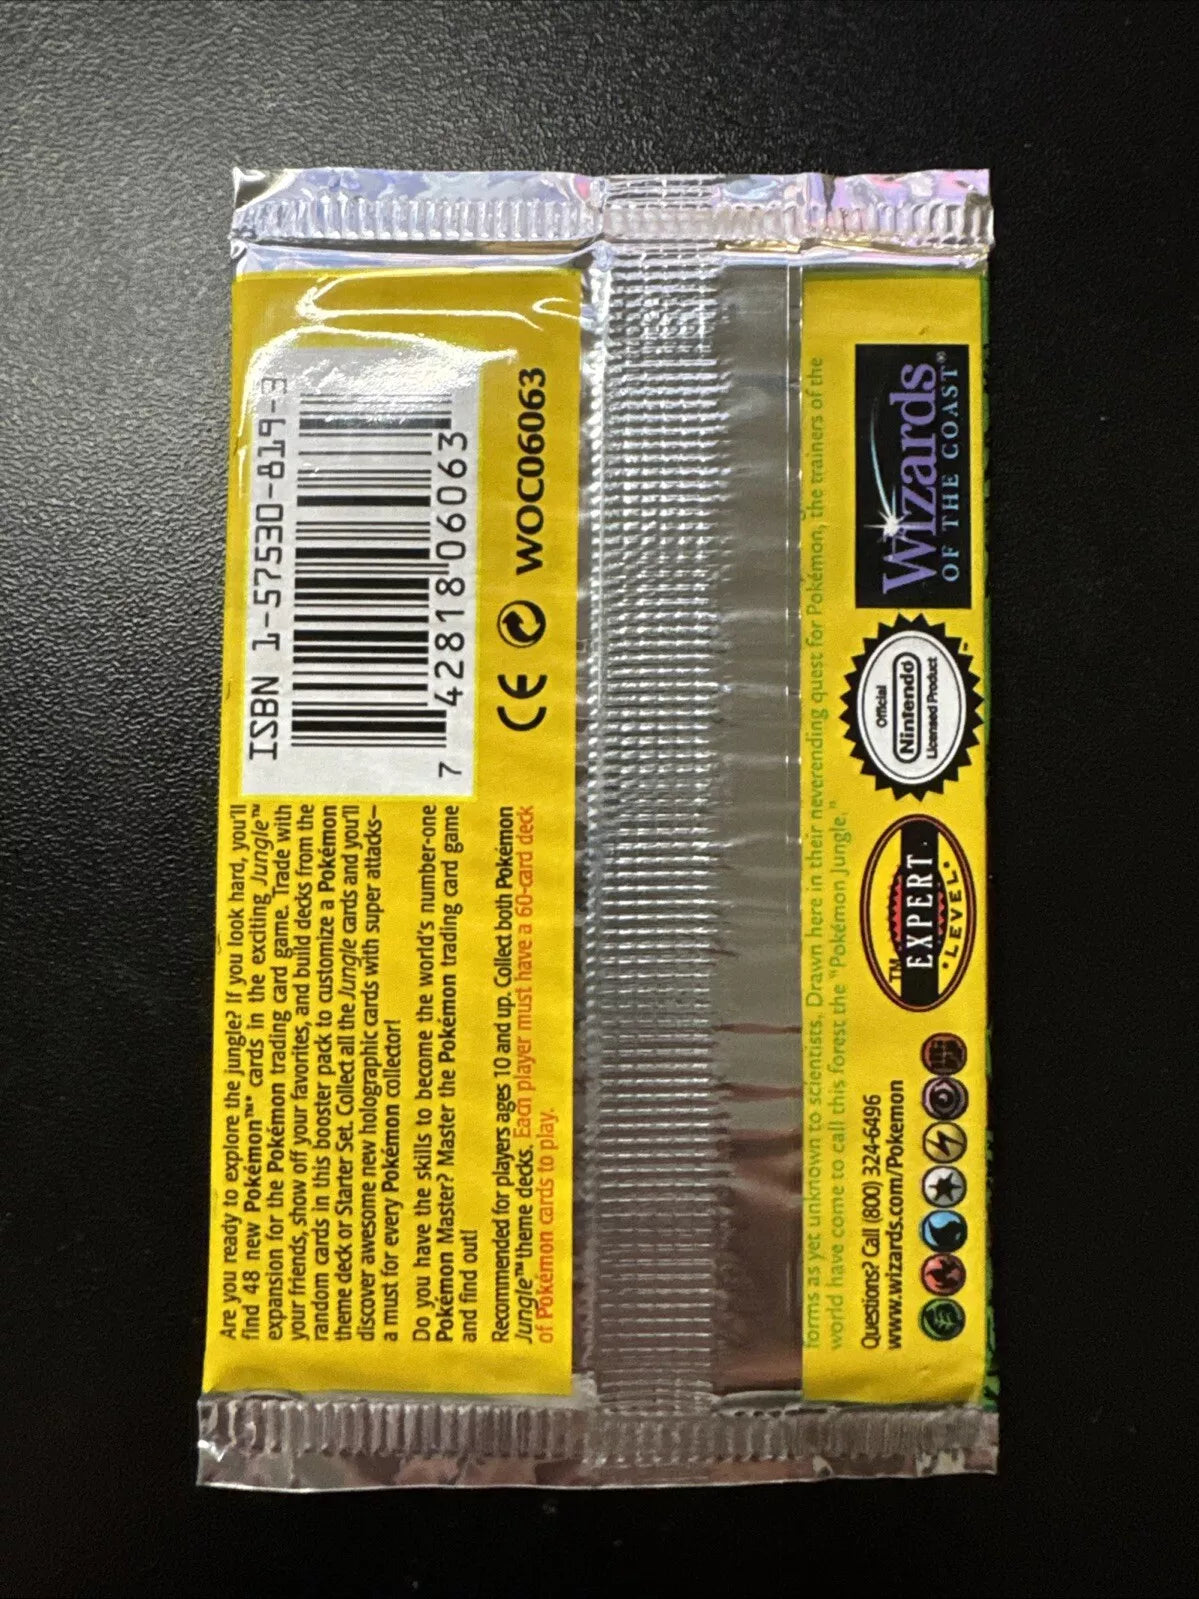 ISBN 1-57530-819-3
7 42818 06063
CE WOC06063
Are you ready to explore the jungle? If you look hard, you'll
find 48 new Pokémon™* cards in the exciting Jungle™
expansion for the Pokémon trading card game. Trade with
your friends, show off your favorites, and build decks from the
random cards in this booster pack to customize a Pokémon
theme deck or Starter Set. Collect all the Jungle cards and you'll
discover awesome new holographic cards with super attacks–
a must for every Pokémon collector!
Do you have the skills to become the world's number-one
Pokémon Master? Master the Pokémon trading card game
and find out!
Recommended for players ages 10 and up. Collect both Pokémon
Jungle™ theme decks. Each player must have a 60-card deck
of Pokémon cards to play.
forms as yet unknown to scientists. Drawn here in their neverending quest for Pokémon, the trainers of the
world have come to call this forest the "Pokémon Jungle."
Questions? Call (800) 324-6496
www.wizards.com/Pokemon
TM
EXPERT
• LEVEL •
Official
Nintendo
Licensed Product
™
Wizards
OF THE COAST®